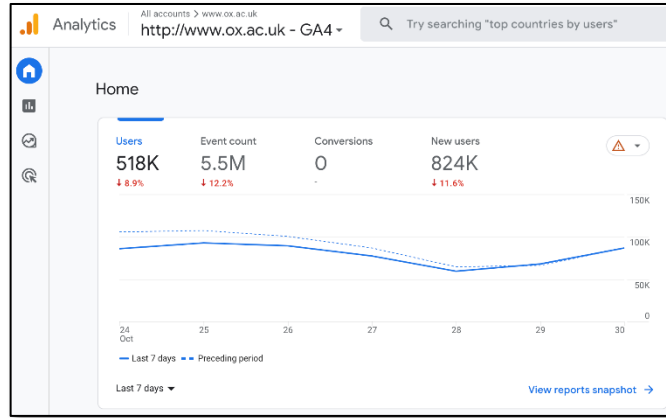 Analytics
All accounts > www.ox.ac.uk
http://www.ox.ac.uk - GA4
Try searching "top countries by users"
Home
Users Event count Conversions New users
518K 5.5M 0 824K
↓ 8.9% ↓ 12.2% - ↓ 11.6%
150K
100K
50K
0
24 25 26 27 28 29 30
Oct
Last 7 days Preceding period
Last 7 days
View reports snapshot →